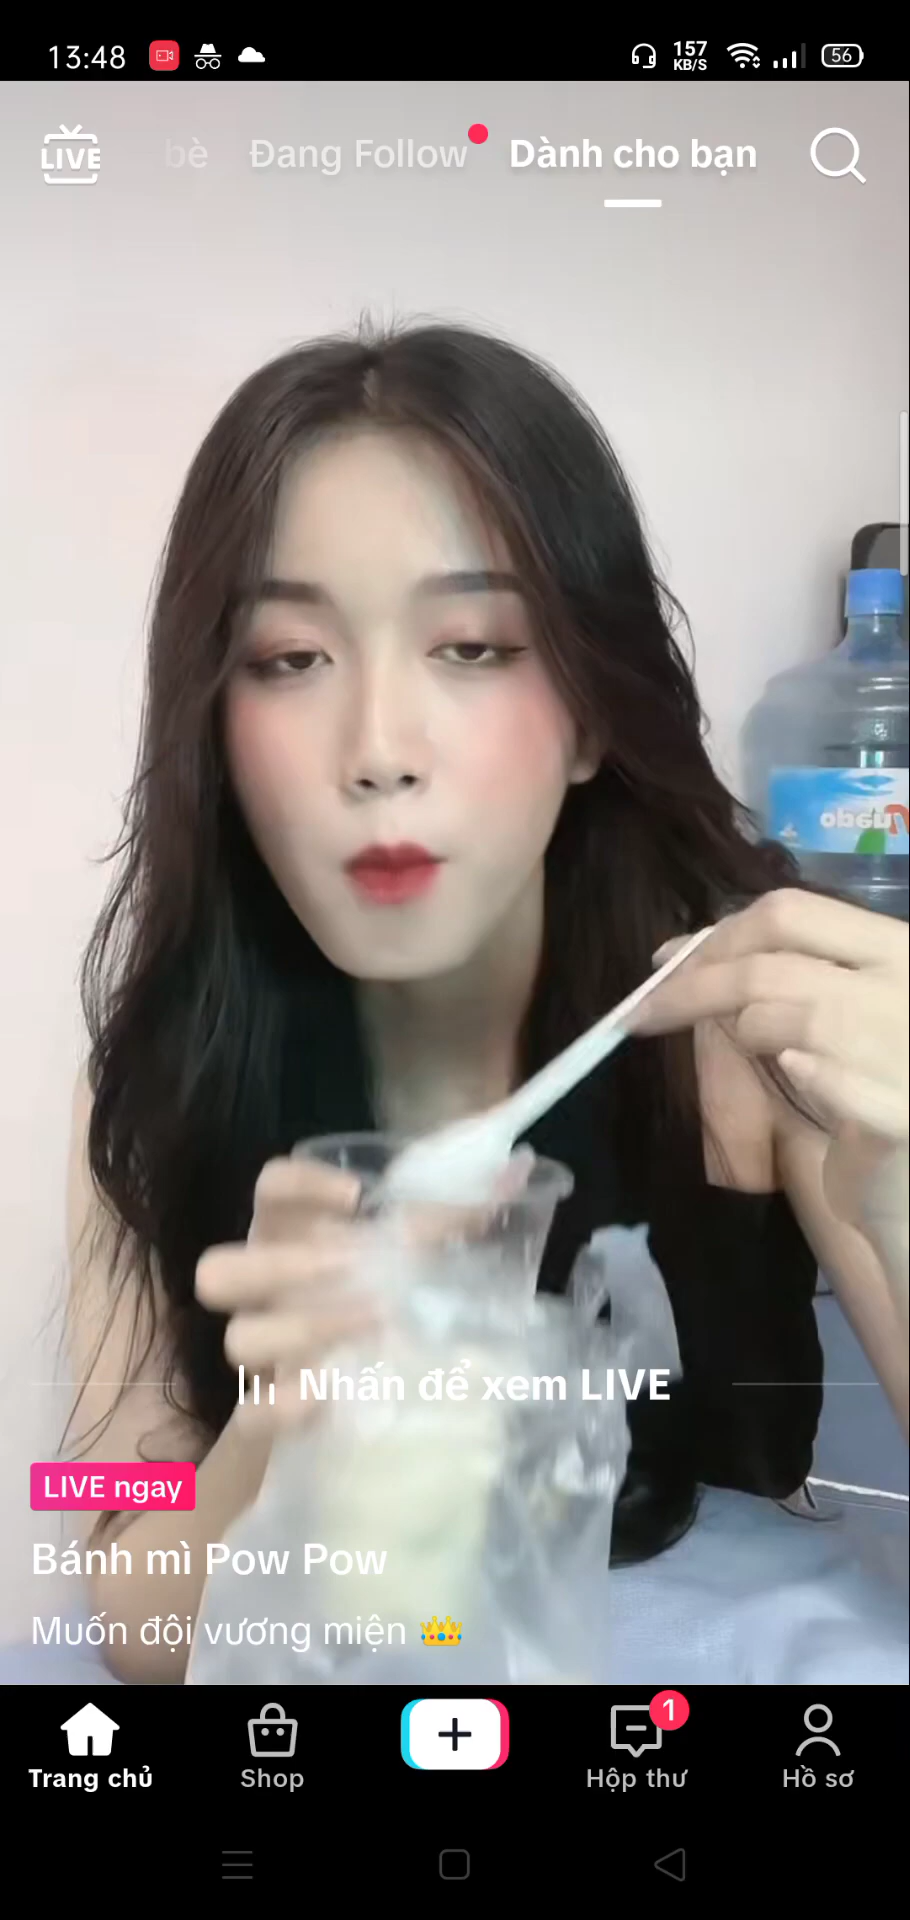 13:48
157
KB/S
56
LIVE
bè
Đang Follow
Dành cho bạn
Nhấn để xem LIVE
LIVE ngay
Bánh mì Pow Pow
Muốn đội vương miện 👑
1
Trang chủ
Shop
Hộp thư
Hồ sơ